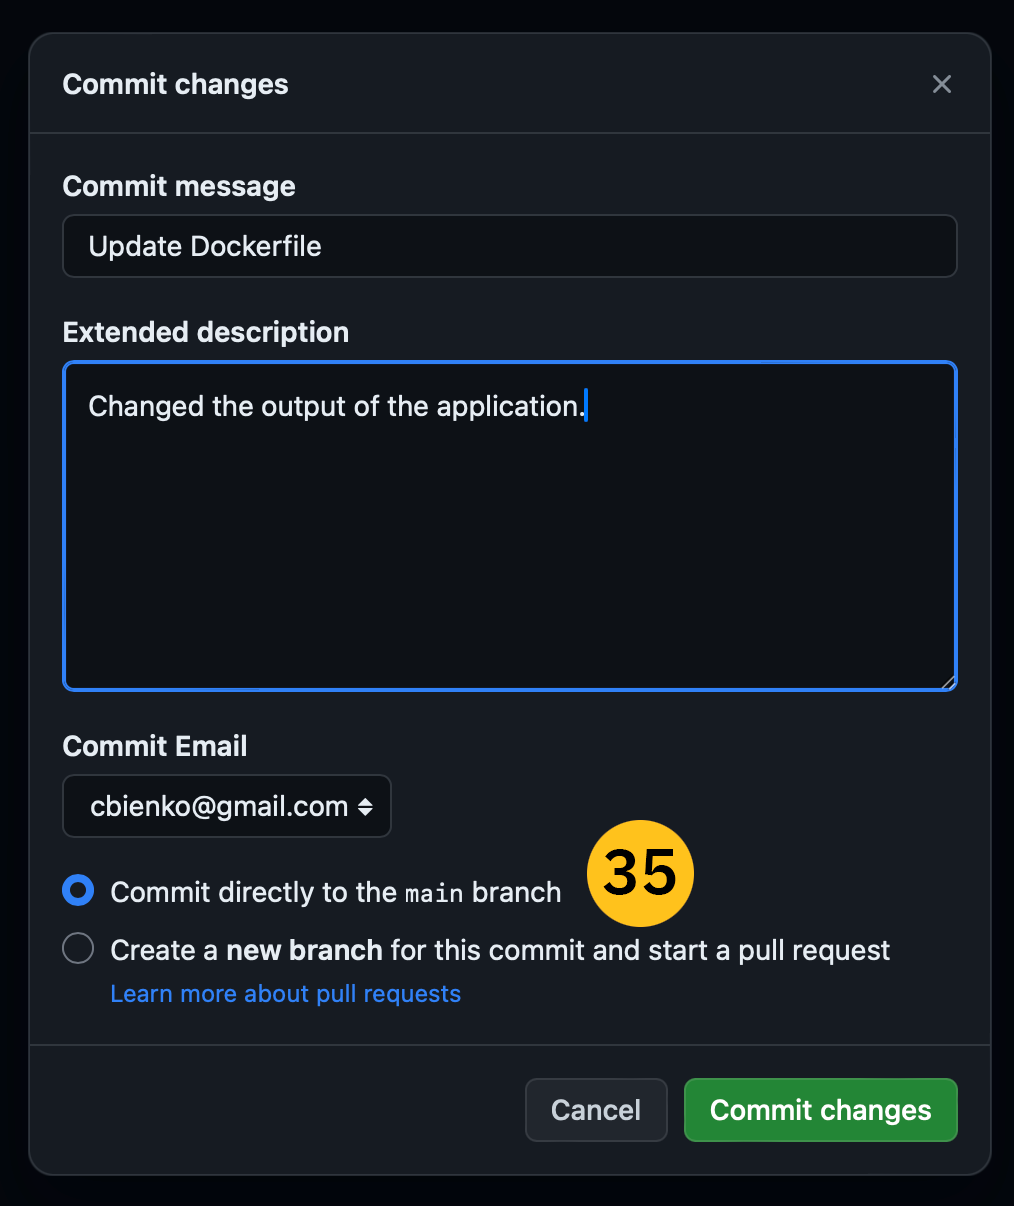 Commit changes
Commit message
Update Dockerfile
Extended description
Changed the output of the application.
Commit Email
cbienko@gmail.com
35
Commit directly to the main branch
Create a new branch for this commit and start a pull request
Learn more about pull requests
Cancel
Commit changes